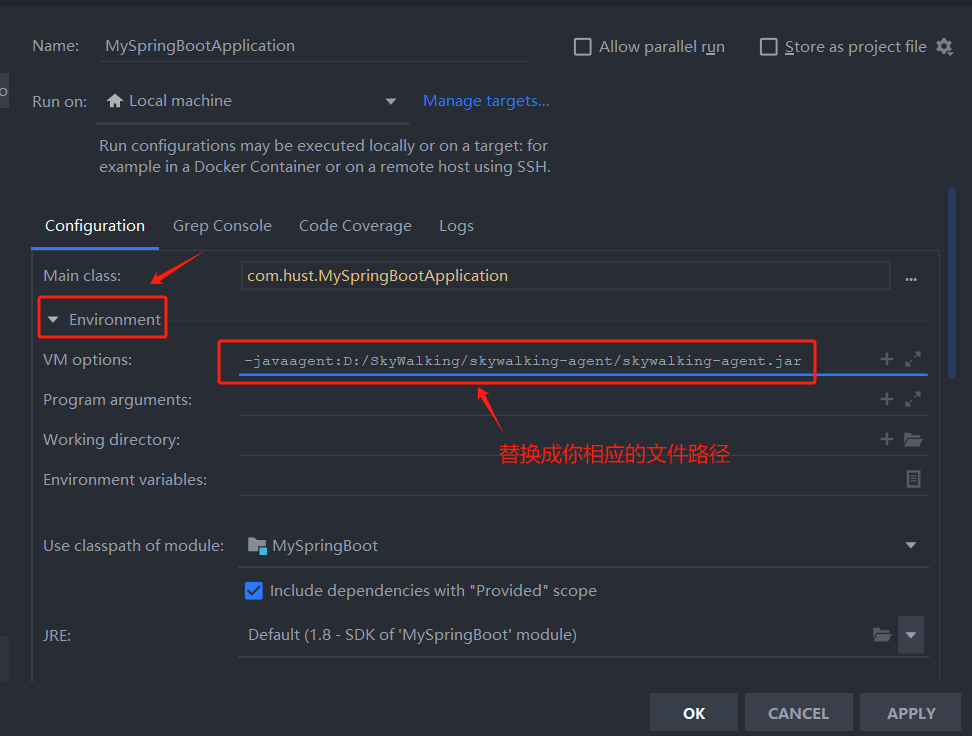 Name: MySpringBootApplication Allow parallel run Store as project file
Run on: Local machine Manage targets...
Run configurations may be executed locally or on a target: for
example in a Docker Container or on a remote host using SSH.
Configuration Grep Console Code Coverage Logs
Main class: com.hust.MySpringBootApplication ...
Environment
VM options: -javaagent:D:/SkyWalking/skywalking-agent/skywalking-agent.jar
Program arguments:
替换成你相应的文件路径
Working directory:
Environment variables:
Use classpath of module: MySpringBoot
Include dependencies with "Provided" scope
JRE: Default (1.8 - SDK of 'MySpringBoot' module)
OK CANCEL APPLY